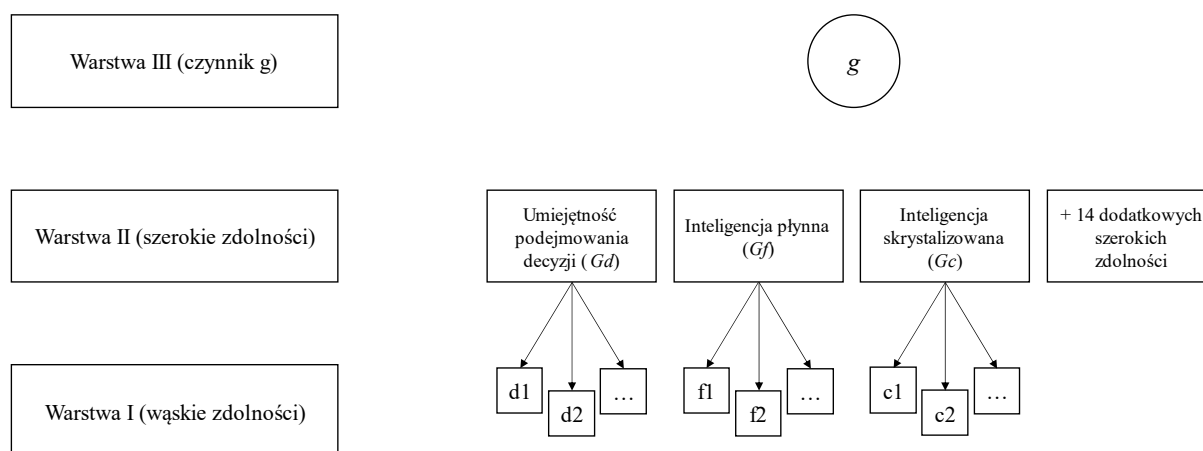 Warstwa III (czynnik g)
g
Warstwa II (szerokie zdolności)
Umiejętność
podejmowania
decyzji (Gd)
Inteligencja płynna
(Gf)
Inteligencja
skrystalizowana
(Gc)
+ 14 dodatkowych
szerokich
zdolności
Warstwa I (wąskie zdolności)
d1
d2
…
f1
f2
…
c1
c2
…